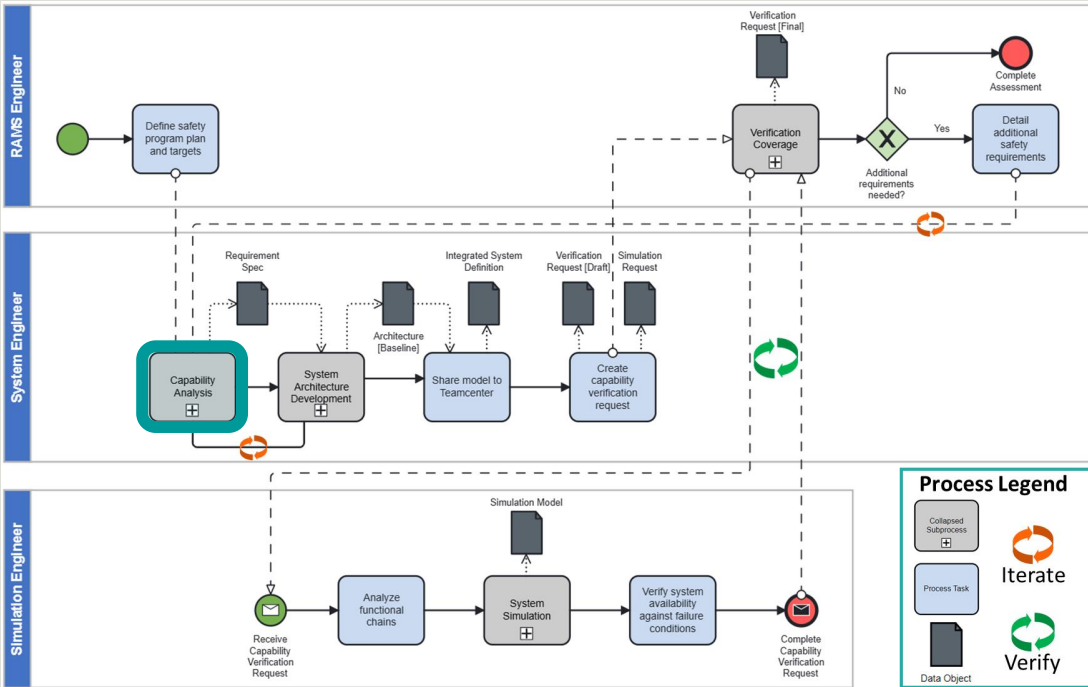 RAMS Engineer
Define safety
program plan
and targets
Verification
Request [Final]
Verification
Coverage
No
Yes
Additional
requirements
needed?
Complete
Assessment
Detail
additional
safety
requirements
System Engineer
Requirement
Spec
Capability
Analysis
System
Architecture
Development
Architecture
[Baseline]
Integrated System
Definition
Share model to
Teamcenter
Verification
Request [Draft]
Simulation
Request
Create
capability
verification
request
Simulation Engineer
Receive
Capability
Verification
Request
Analyze
functional
chains
Simulation Model
System
Simulation
Verify system
availability
against failure
conditions
Complete
Capability
Verification
Request
Process Legend
Collapsed
Subprocess
Iterate
Process Task
Verify
Data Object